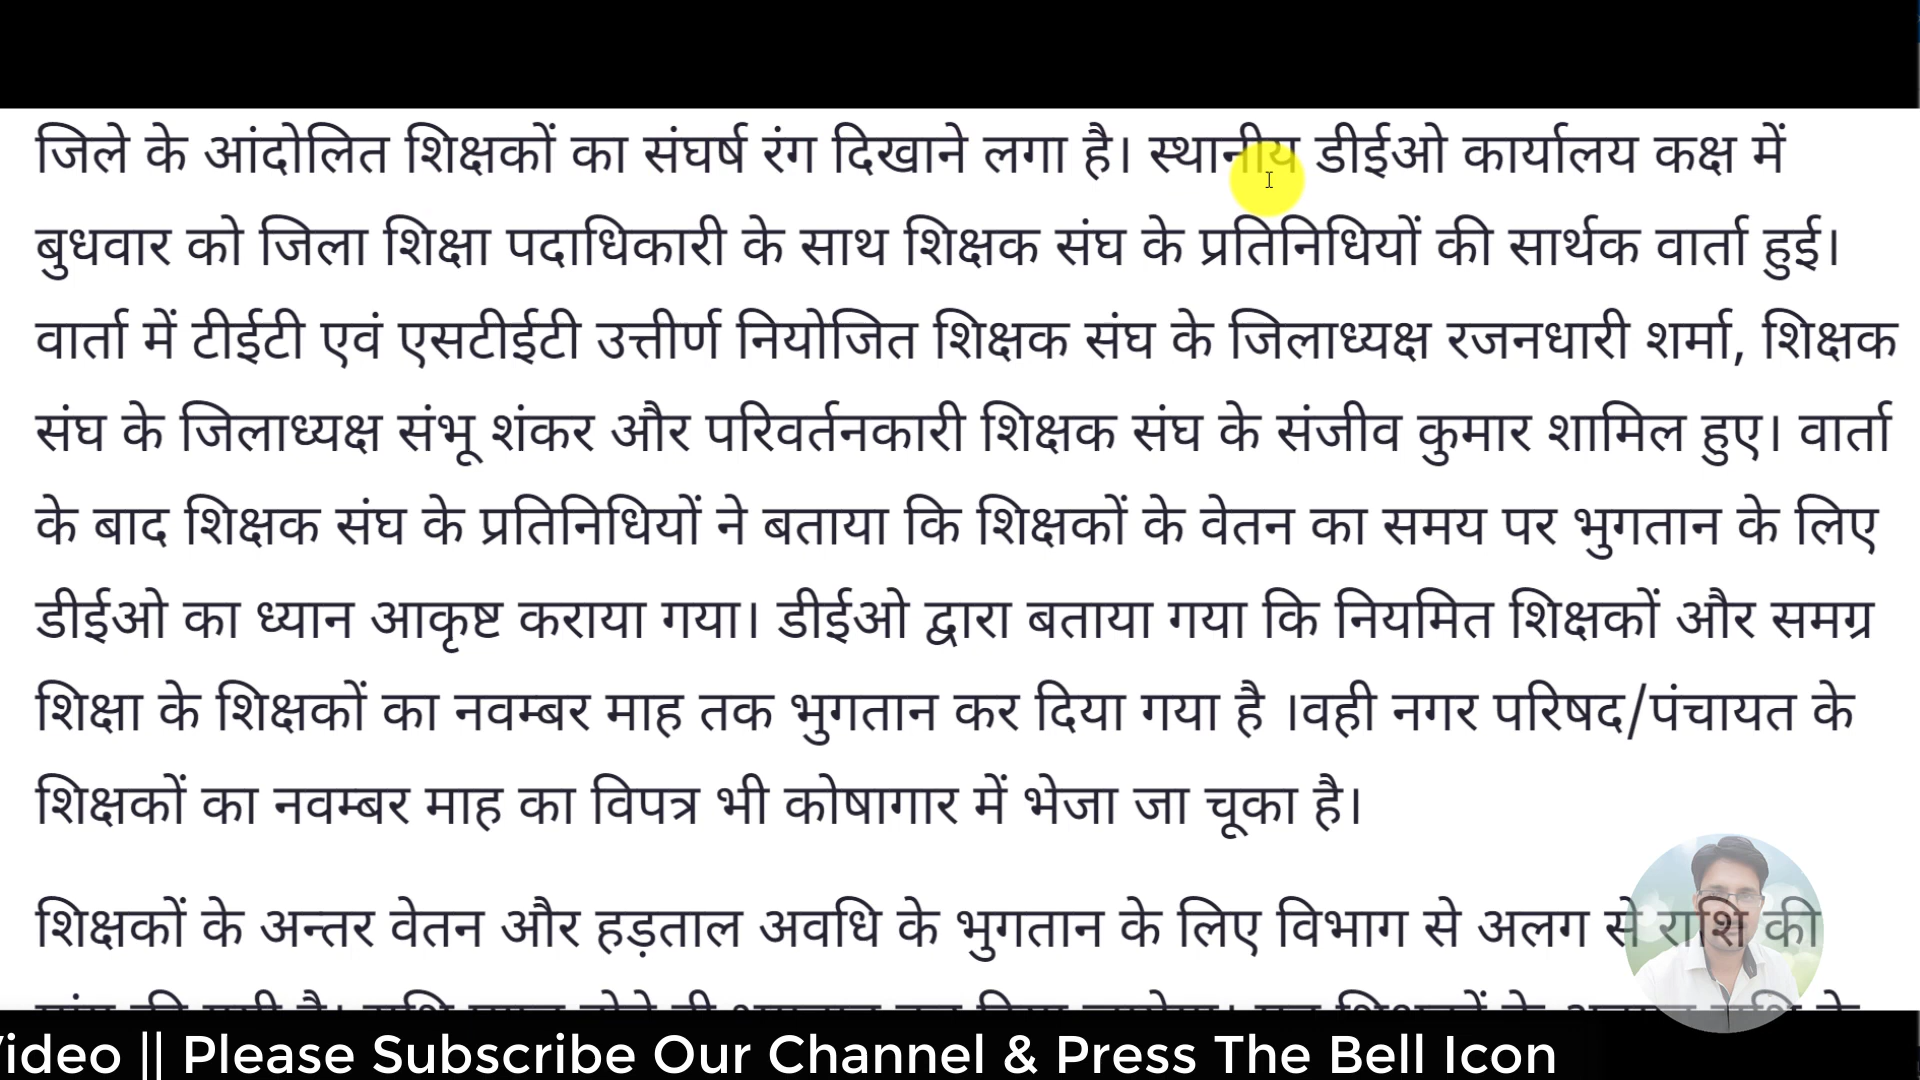 जिले के आंदोलित शिक्षकों का संघर्ष रंग दिखाने लगा है। स्थानीय डीईओ कार्यालय कक्ष में
बुधवार को जिला शिक्षा पदाधिकारी के साथ शिक्षक संघ के प्रतिनिधियों की सार्थक वार्ता हुई।
वार्ता में टीईटी एवं एसटीईटी उत्तीर्ण नियोजित शिक्षक संघ के जिलाध्यक्ष रजनधारी शर्मा, शिक्षक
संघ के जिलाध्यक्ष संभू शंकर और परिवर्तनकारी शिक्षक संघ के संजीव कुमार शामिल हुए। वार्ता
के बाद शिक्षक संघ के प्रतिनिधियों ने बताया कि शिक्षकों के वेतन का समय पर भुगतान के लिए
डीईओ का ध्यान आकृष्ट कराया गया। डीईओ द्वारा बताया गया कि नियमित शिक्षकों और समग्र
शिक्षा के शिक्षकों का नवम्बर माह तक भुगतान कर दिया गया है ।वही नगर परिषद/पंचायत के
शिक्षकों का नवम्बर माह का विपत्र भी कोषागार में भेजा जा चूका है।
शिक्षकों के अन्तर वेतन और हड़ताल अवधि के भुगतान के लिए विभाग से अलग से राशि की
ideo || Please Subscribe Our Channel & Press The Bell Icon